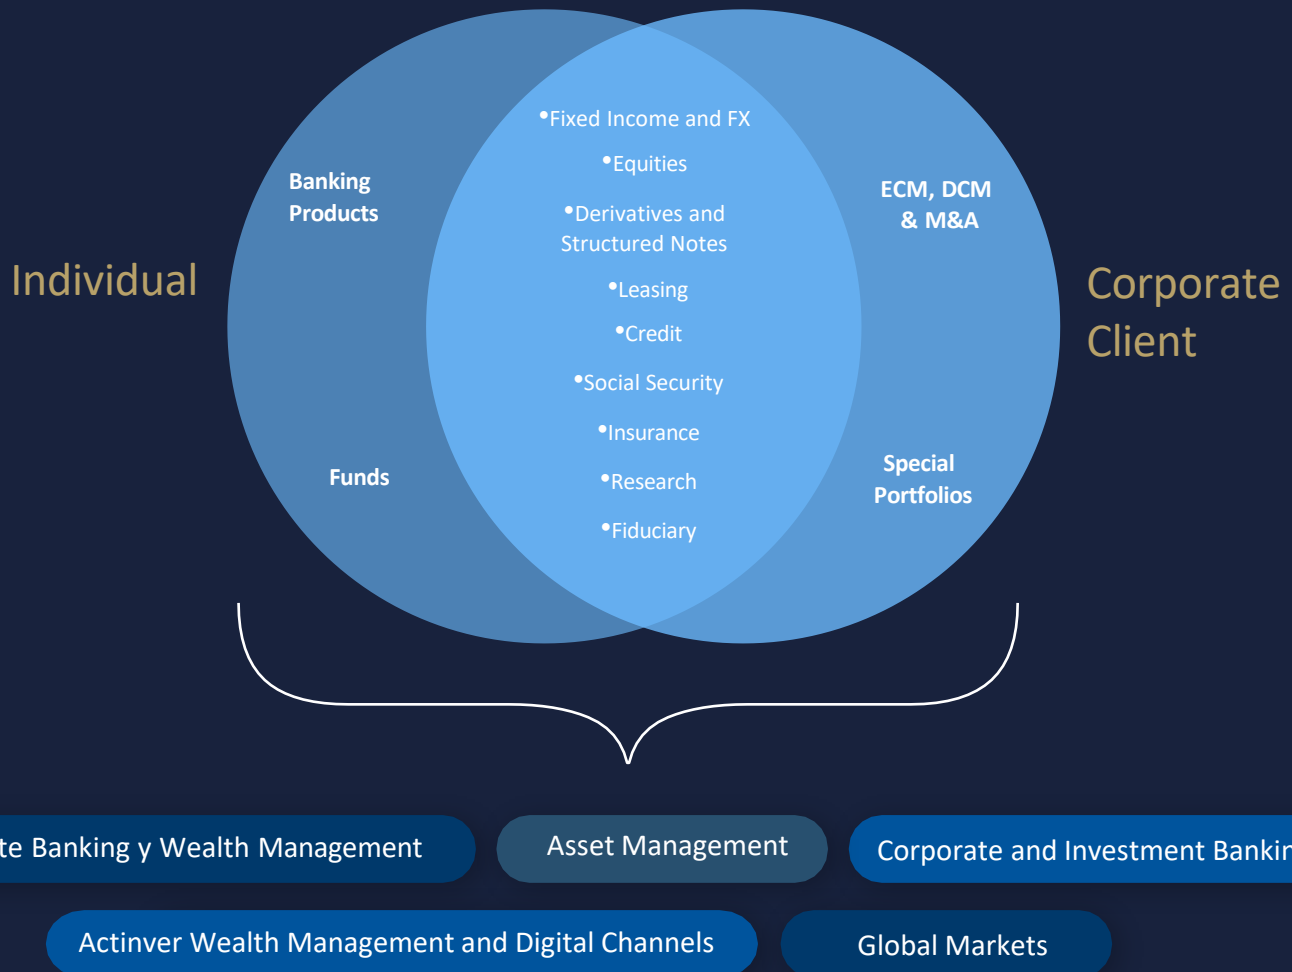 Individual
Banking
Products
Funds
•Fixed Income and FX
•Equities
•Derivatives and
Structured Notes
•Leasing
•Credit
•Social Security
•Insurance
•Research
•Fiduciary
ECM, DCM
& M&A
Special
Portfolios
Corporate
Client
Banking y Wealth Management
Asset Management
Corporate and Investment
Actinver Wealth Management and Digital Channels
Global Markets